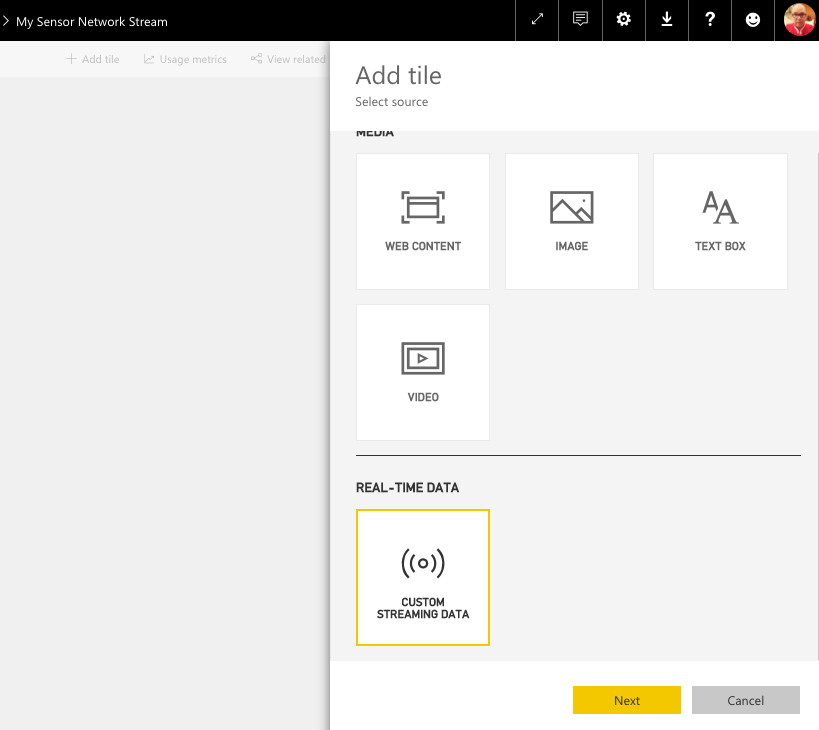 My Sensor Network Stream
?
Add tile
Usage metrics
View related
Add tile
Select source
MEDIA
WEB CONTENT
IMAGE
TEXT BOX
VIDEO
REAL-TIME DATA
CUSTOM
STREAMING DATA
Next
Cancel